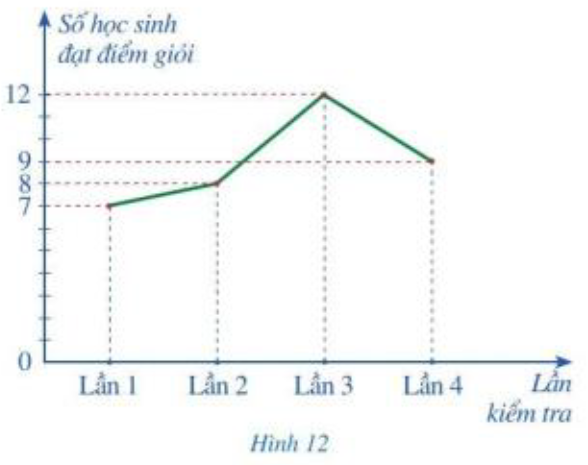 Số học sinh
đạt điểm giỏi
12
9
8
7
0
Lần 1 Lần 2 Lần 3 Lần 4 Lần
kiểm tra
Hình 12